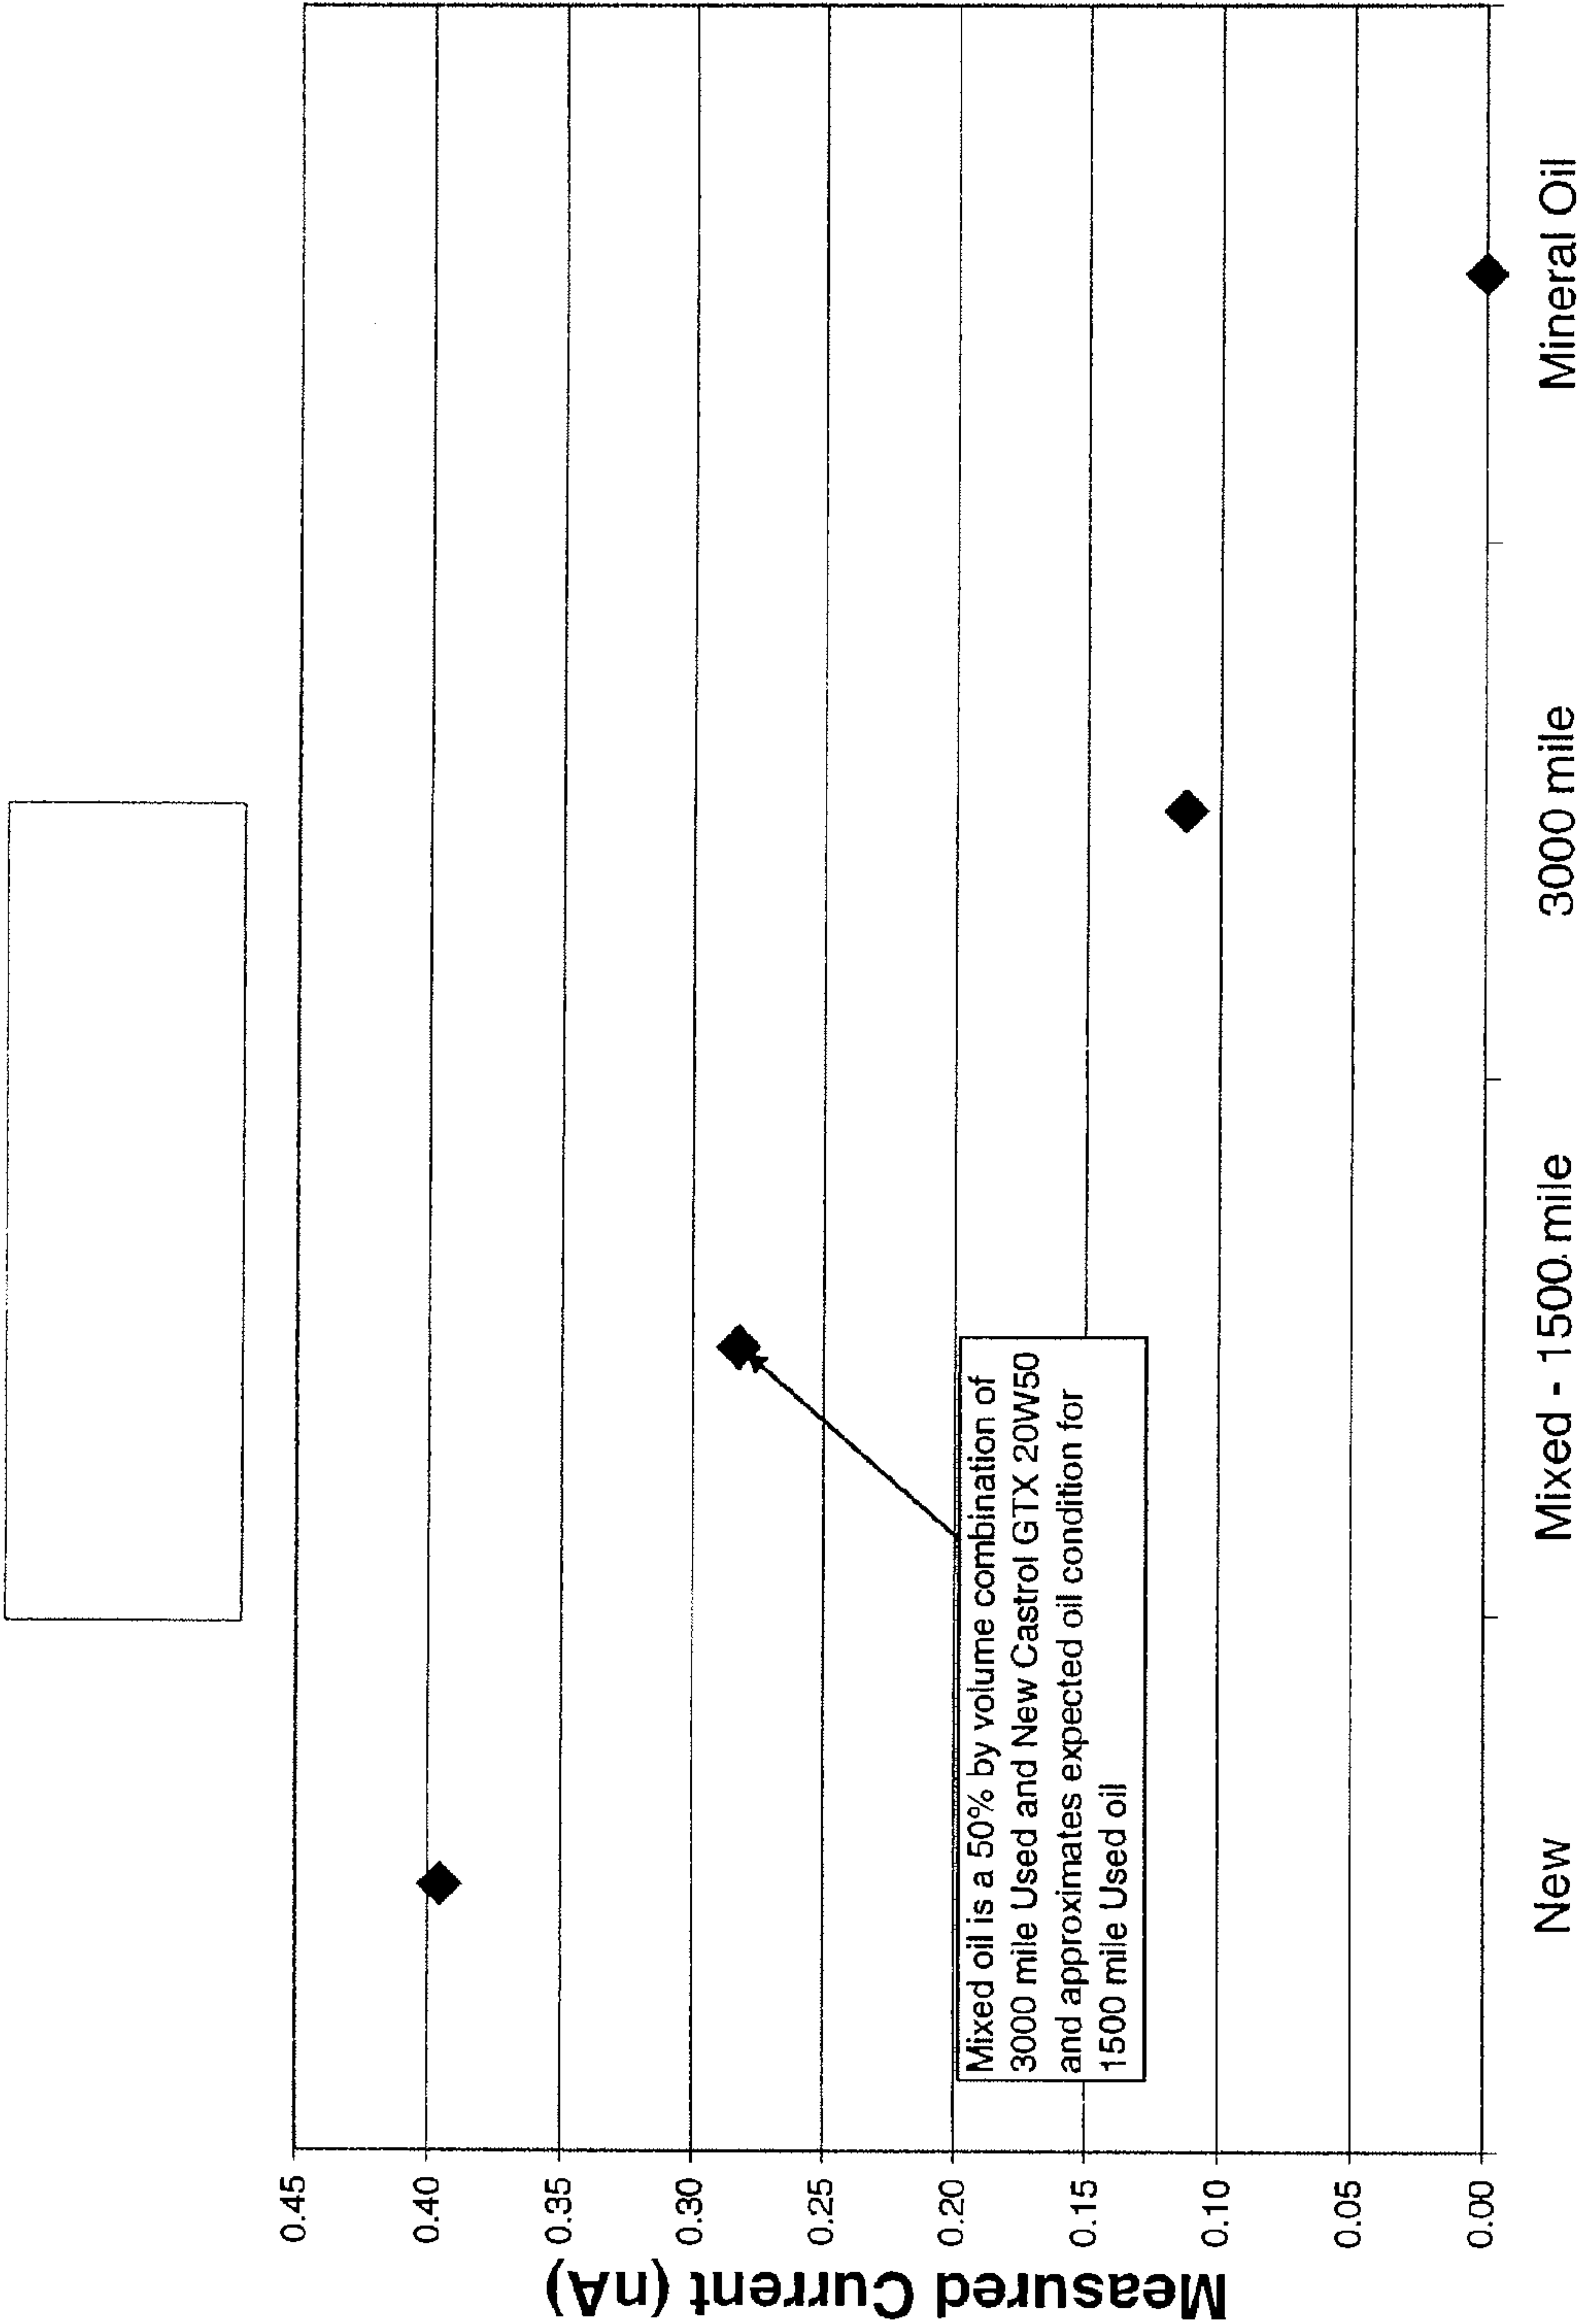 Measured Current (nA)
0.45
0.40
0.35
0.30
0.25
0.20
0.15
0.10
0.05
0.00
Mixed oil is a 50% by volume combination of
3000 mile Used and New Castrol GTX 20W50
and approximates expected oil condition for
1500 mile Used oil
New
Mixed - 1500 mile
3000 mile
Mineral Oil